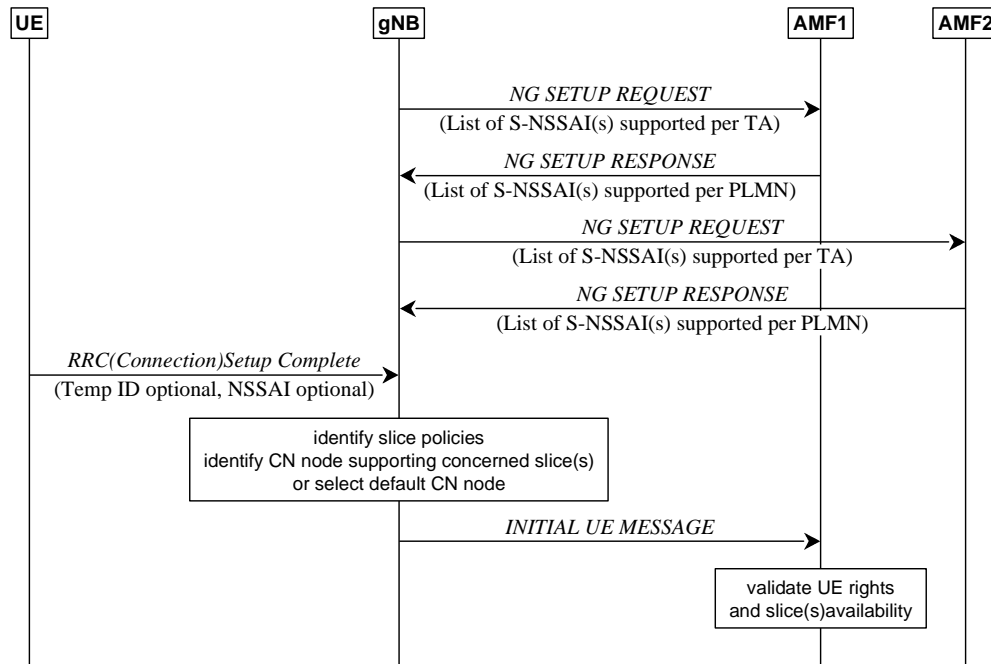 UE
gNB
AMF1
AMF2
NG SETUP REQUEST
(List of S-NSSAI(s) supported per TA)
NG SETUP RESPONSE
(List of S-NSSAI(s) supported per PLMN)
NG SETUP REQUEST
(List of S-NSSAI(s) supported per TA)
NG SETUP RESPONSE
(List of S-NSSAI(s) supported per PLMN)
RRC(Connection)Setup Complete
(Temp ID optional, NSSAI optional)
identify slice policies
identify CN node supporting concerned slice(s)
or select default CN node
INITIAL UE MESSAGE
validate UE rights
and slice(s)availability